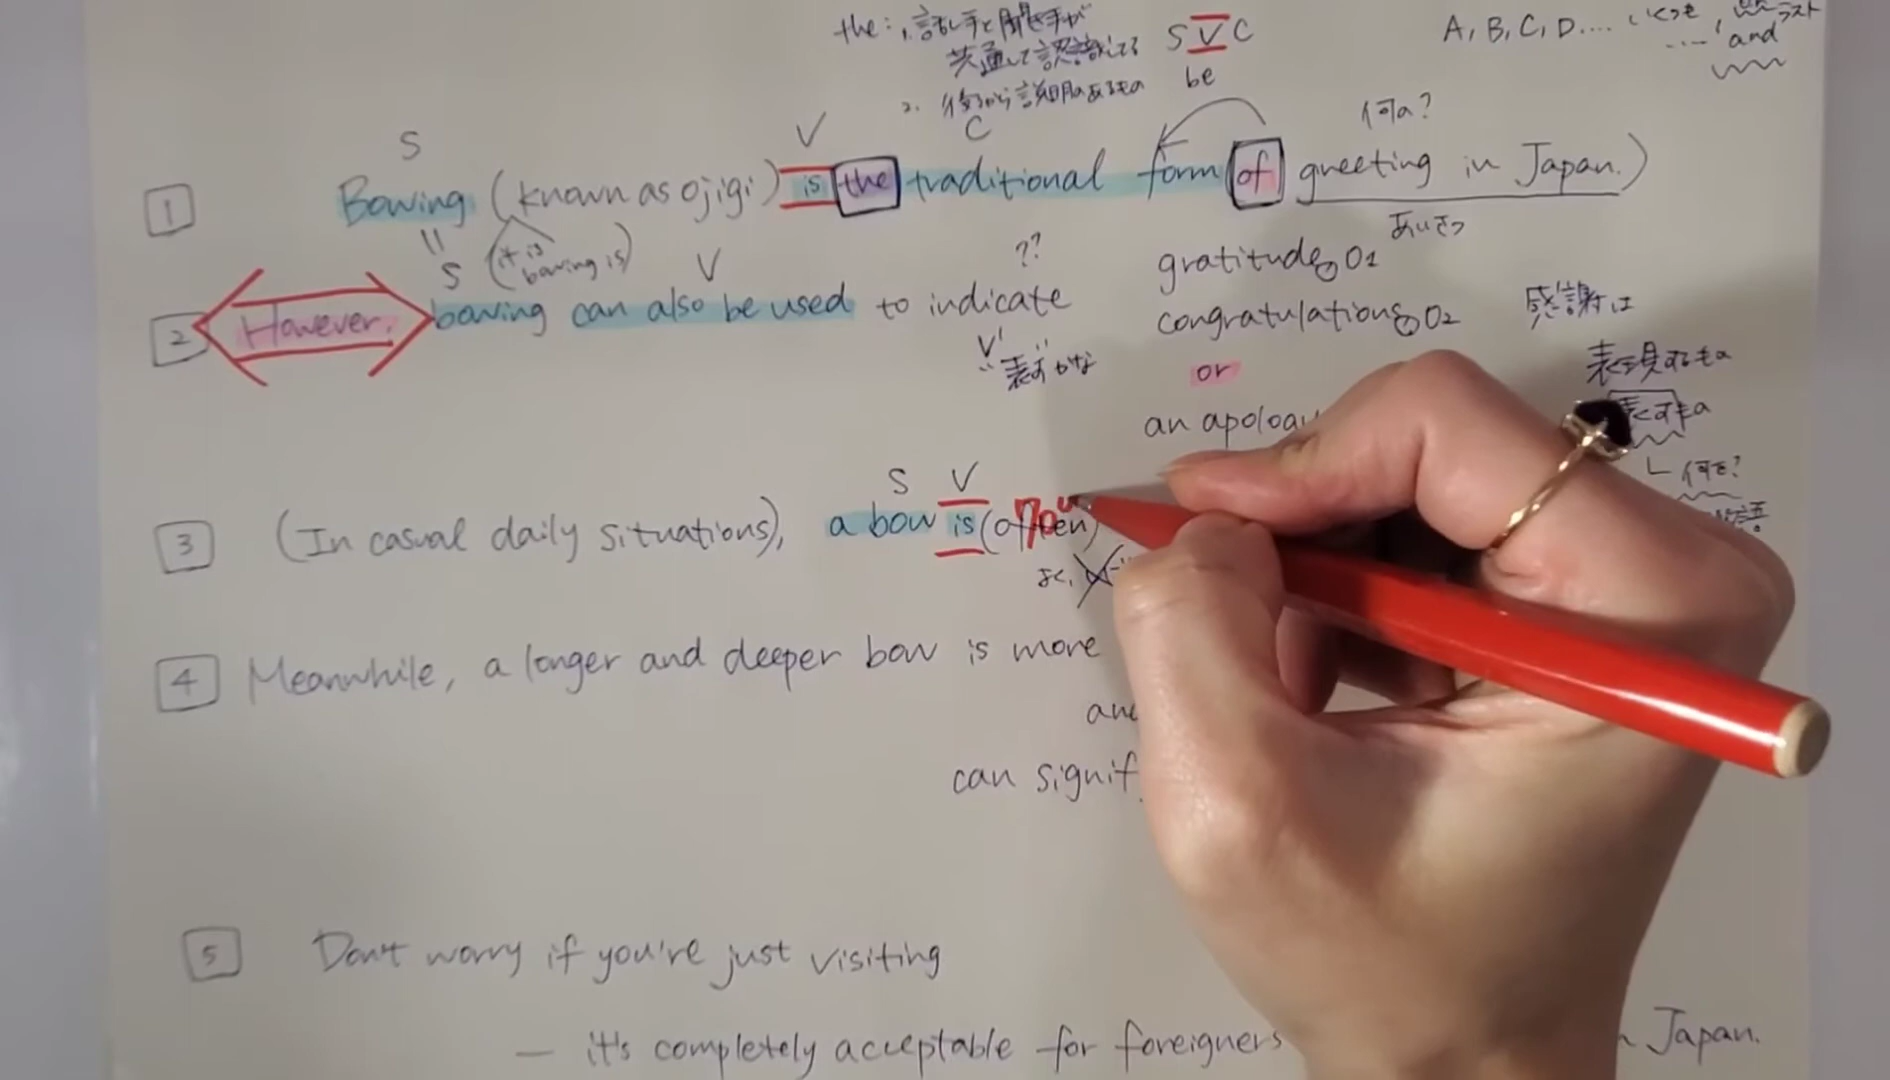 the: 1. 話し手と聞き手が
共通して認識してる
2. 後ろから説明のあるもの
S V C
be
A, B, C, D.... いくつも,
....' and
S V C 何の?
1 Bowing (known as ojigi) is the traditional form of greeting in Japan.)
(it is
bowing is)
あいさつ
S V ??
2 However, bowing can also be used to indicate
V'
表すかな
gratitude, O1
congratulations, O2
or
an apology
感謝は
表現するもの
表すもの
何を?
S V
3 (In casual daily situations), a bow is (often)
70
よく,
4 Meanwhile, a longer and deeper bow is more
and
can signif
5 Don't worry if you're just visiting
— it's completely acceptable for foreigners Japan.